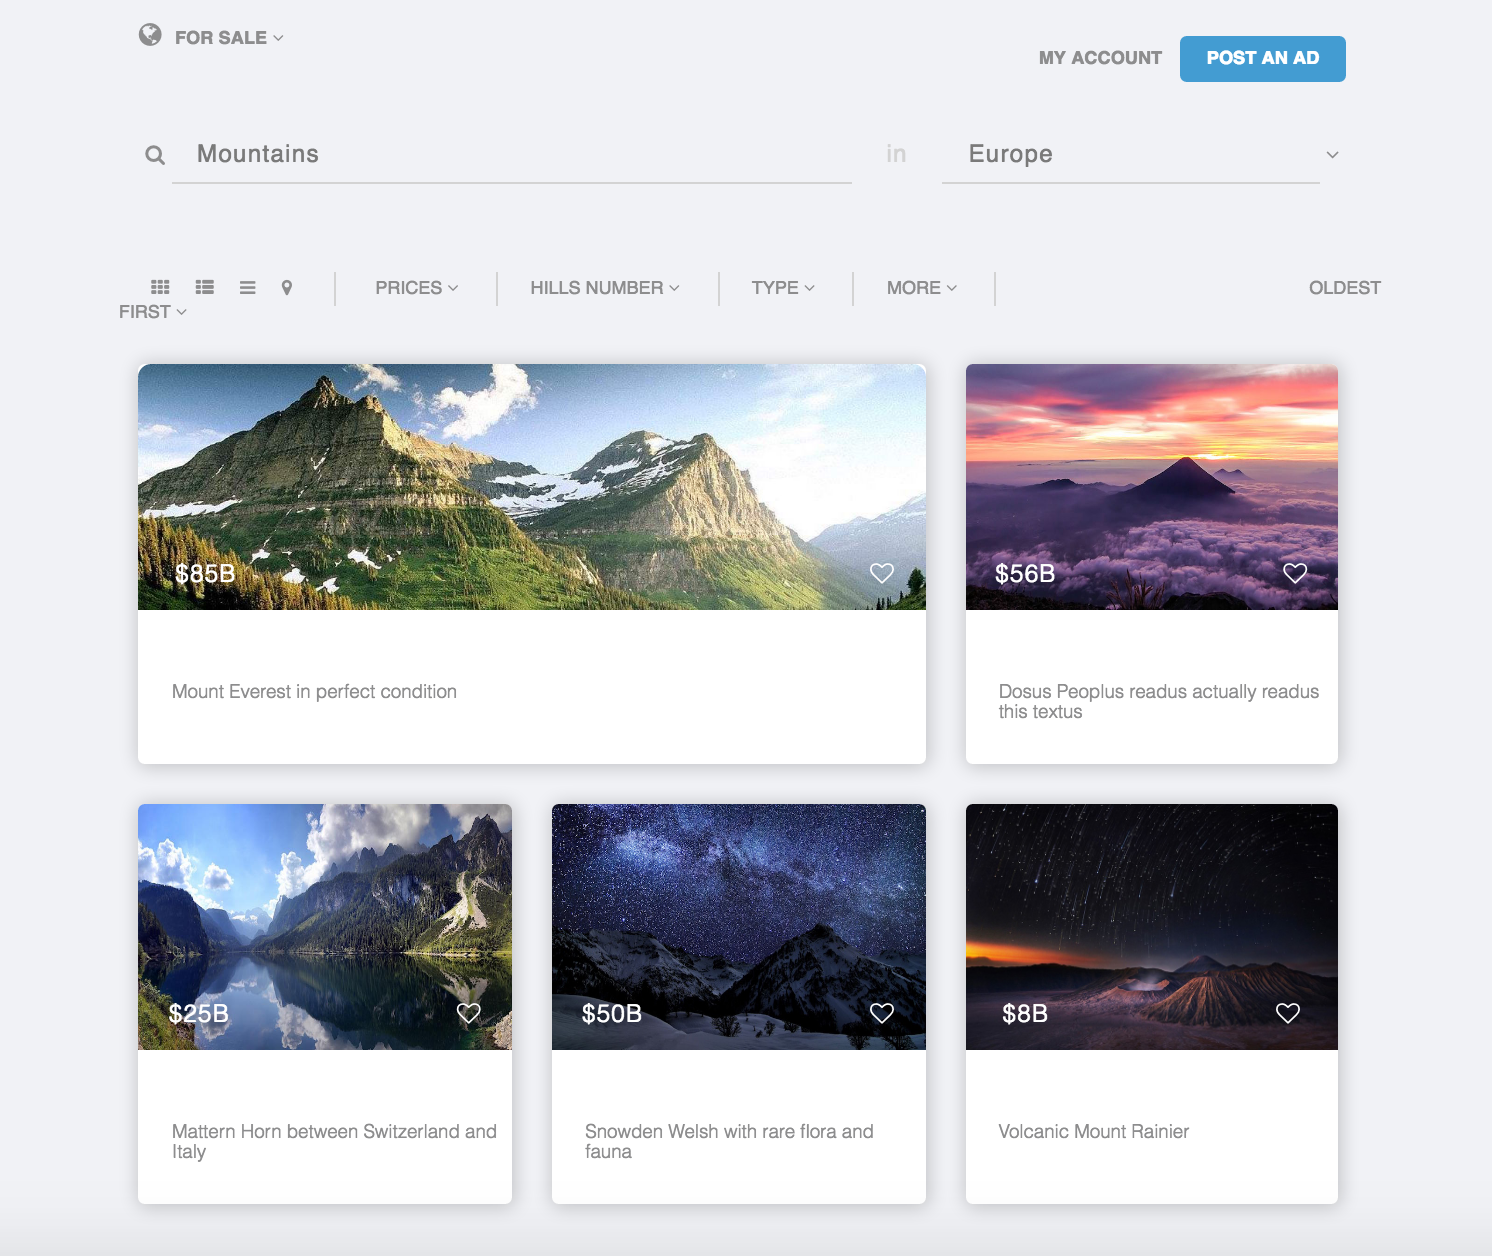 FOR SALE
MY ACCOUNT
POST AN AD
Mountains
in
Europe
PRICES
HILLS NUMBER
TYPE
MORE
OLDEST
FIRST
$85B
$56B
Mount Everest in perfect condition
Dosus Peoplus readus actually readus
this textus
$25B
$50B
$8B
Mattern Horn between Switzerland and
Italy
Snowden Welsh with rare flora and
fauna
Volcanic Mount Rainier